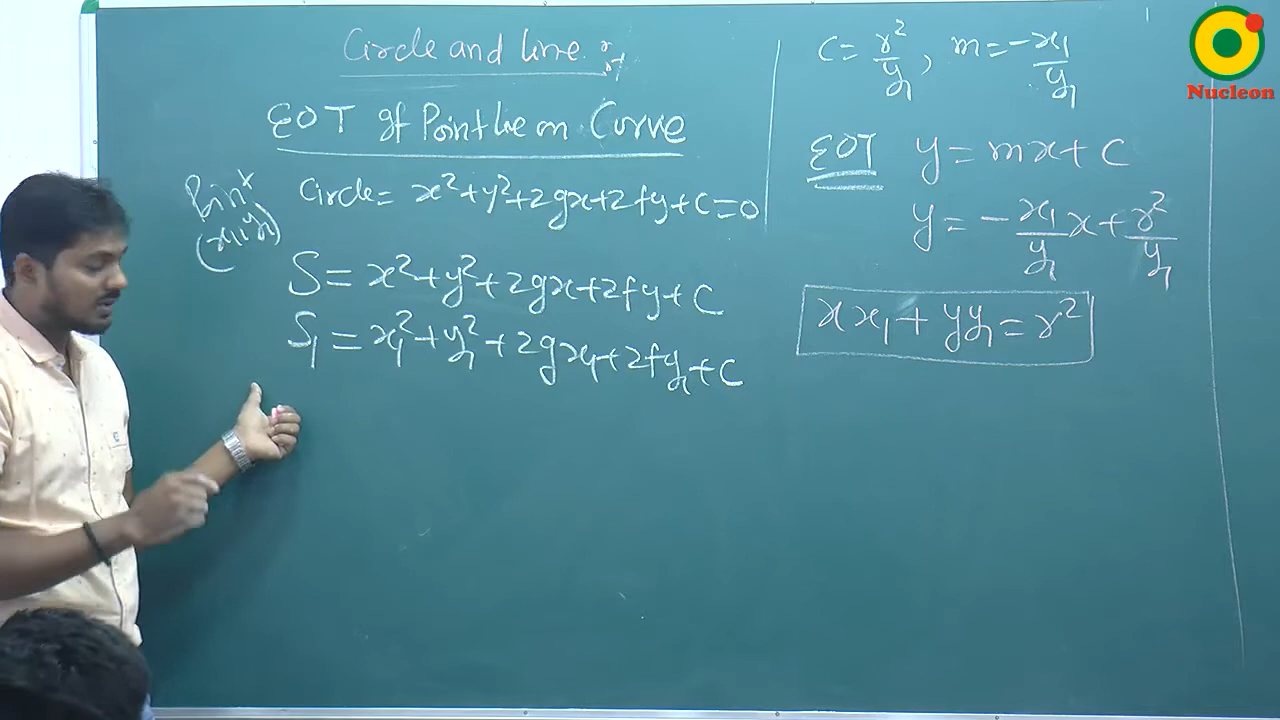 Circle and line.
EOT If Point lie on Curve
Circle = x²+y²+2gx+2fy+C=0
Point
(x₁,y₁)
S = x²+y²+2gx+2fy+C
S₁ = x₁²+y₁²+2gx₁+2fy₁+C
C = r²/y₁, m = -x₁/y₁
EOT y = mx+C
y = -x₁/y₁ x + r²/y₁
xx₁+yy₁=r²
Nucleon